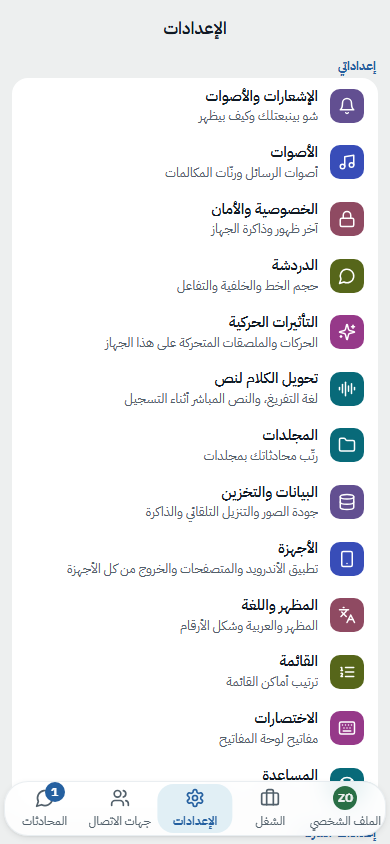 الإعدادات
إعداداتي
الإشعارات والأصوات
شو بينبعتلك وكيف بيظهر
الأصوات
أصوات الرسائل ورنّات المكالمات
الخصوصية والأمان
آخر ظهور وذاكرة الجهاز
الدردشة
حجم الخط والخلفية والتفاعل
التأثيرات الحركية
الحركات والملصقات المتحركة على هذا الجهاز
تحويل الكلام لنص
لغة التفريغ، والنص المباشر أثناء التسجيل
المجلدات
رتّب محادثاتك بمجلدات
البيانات والتخزين
جودة الصور والتنزيل التلقائي والذاكرة
الأجهزة
تطبيق الأندرويد والمتصفحات والخروج من كل الأجهزة
المظهر واللغة
المظهر والعربية وشكل الأرقام
القائمة
ترتيب أماكن القائمة
الاختصارات
مفاتيح لوحة المفاتيح
المساعدة
ZO
1
الملف الشخصي
الشغل
الإعدادات
جهات الاتصال
المحادثات